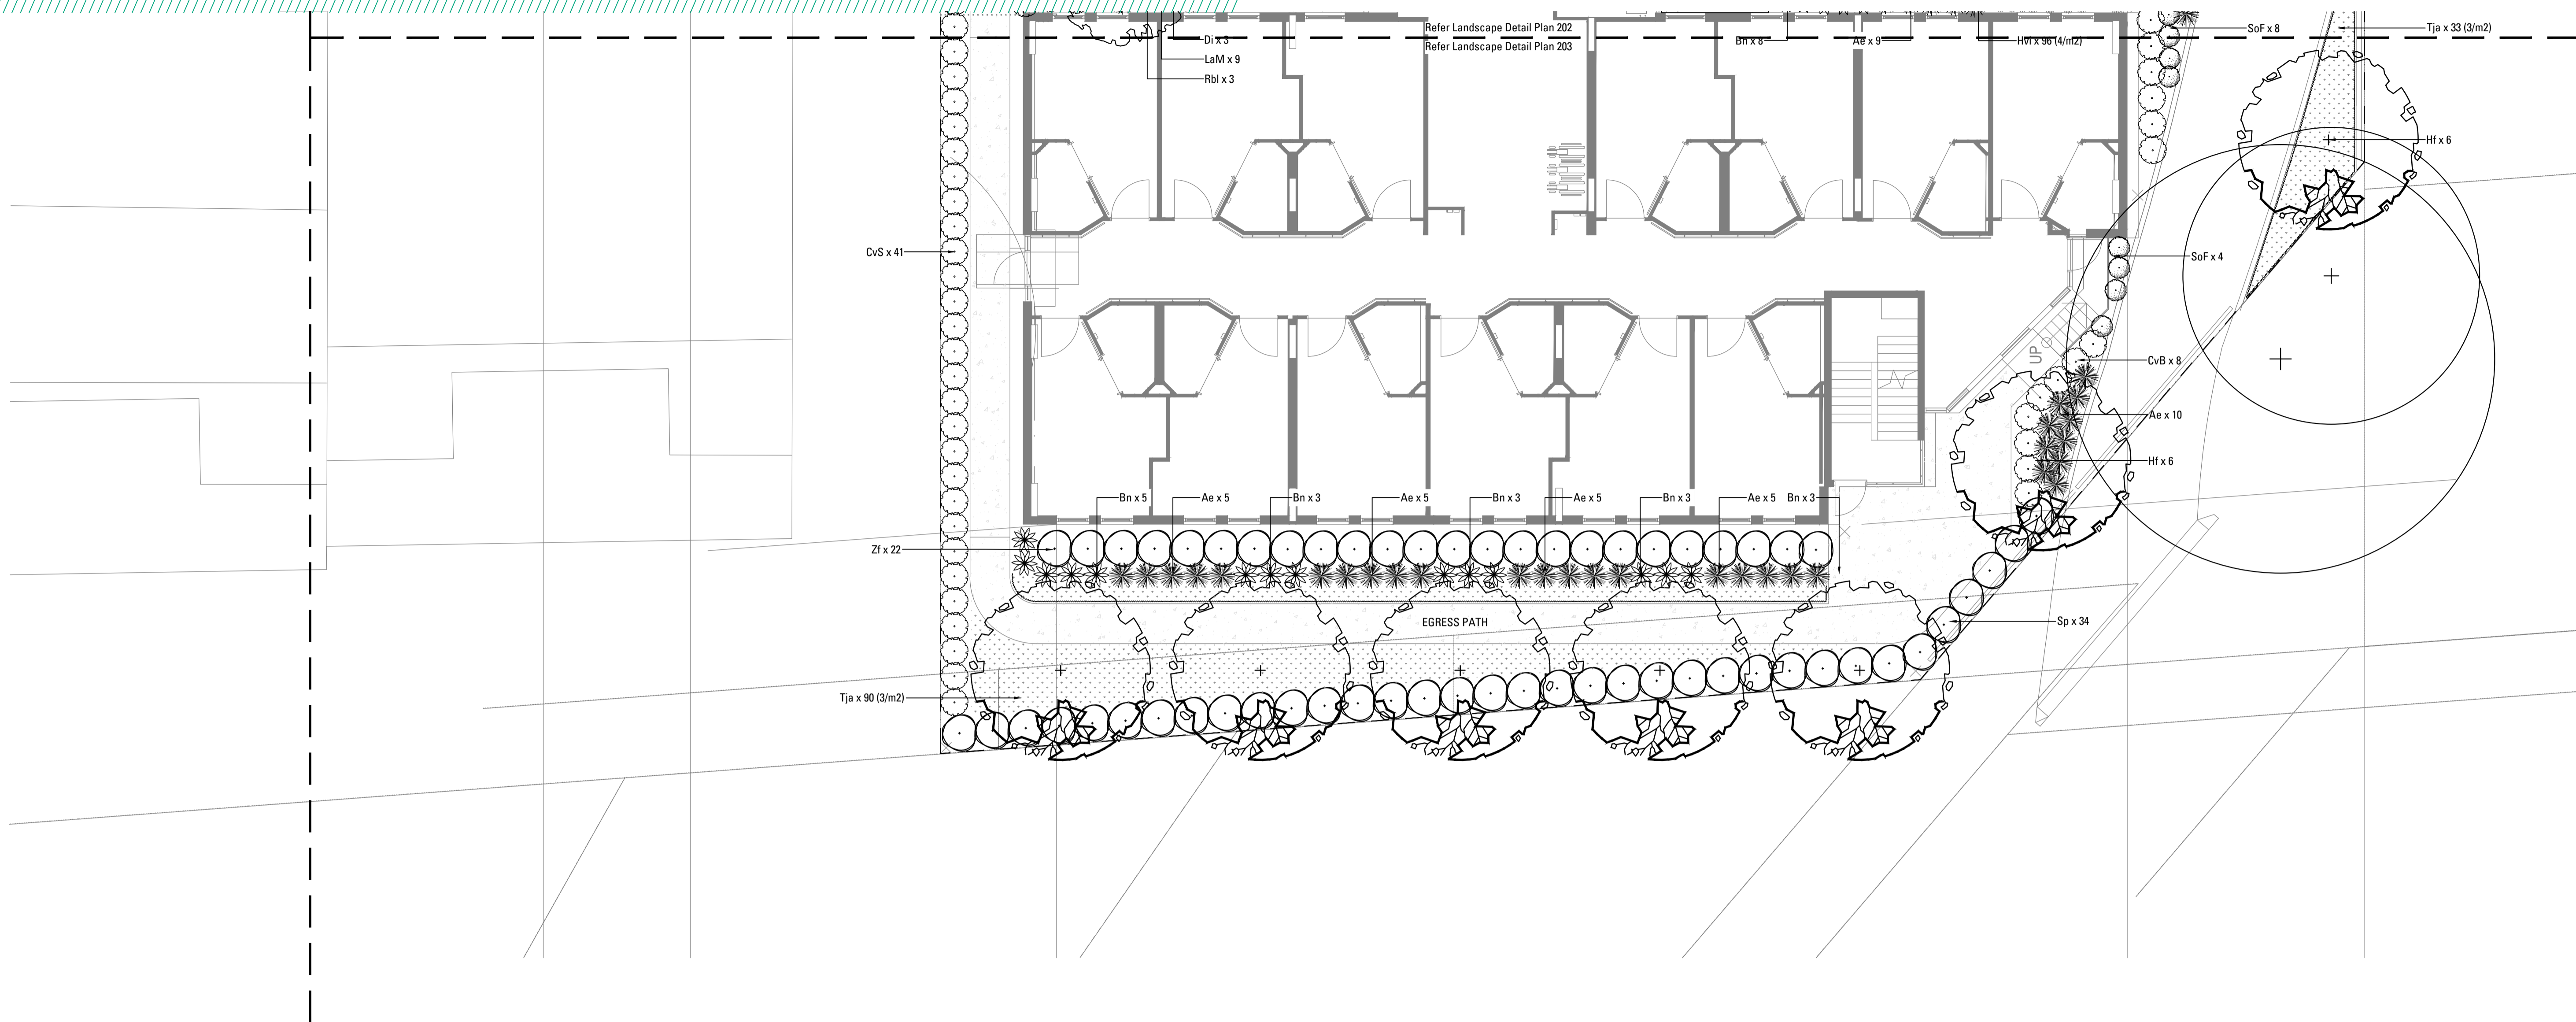 Refer Landscape Detail Plan 202
SoF x 8
Tja x 33 (3/m2)
Di x 3
Refer Landscape Detail Plan 203
Bn x 8
Ae x 9
Hvl x 96 (4/m2)
LaM x 9
Rbl x 3
Hf x 6
CvS x 41
SoF x 4
UP
CvB x 8
Ae x 10
Hf x 6
Bn x 5
Ae x 5
Bn x 3
Ae x 5
Bn x 3
Ae x 5
Bn x 3
Ae x 5
Bn x 3
Zf x 22
EGRESS PATH
Sp x 34
Tja x 90 (3/m2)